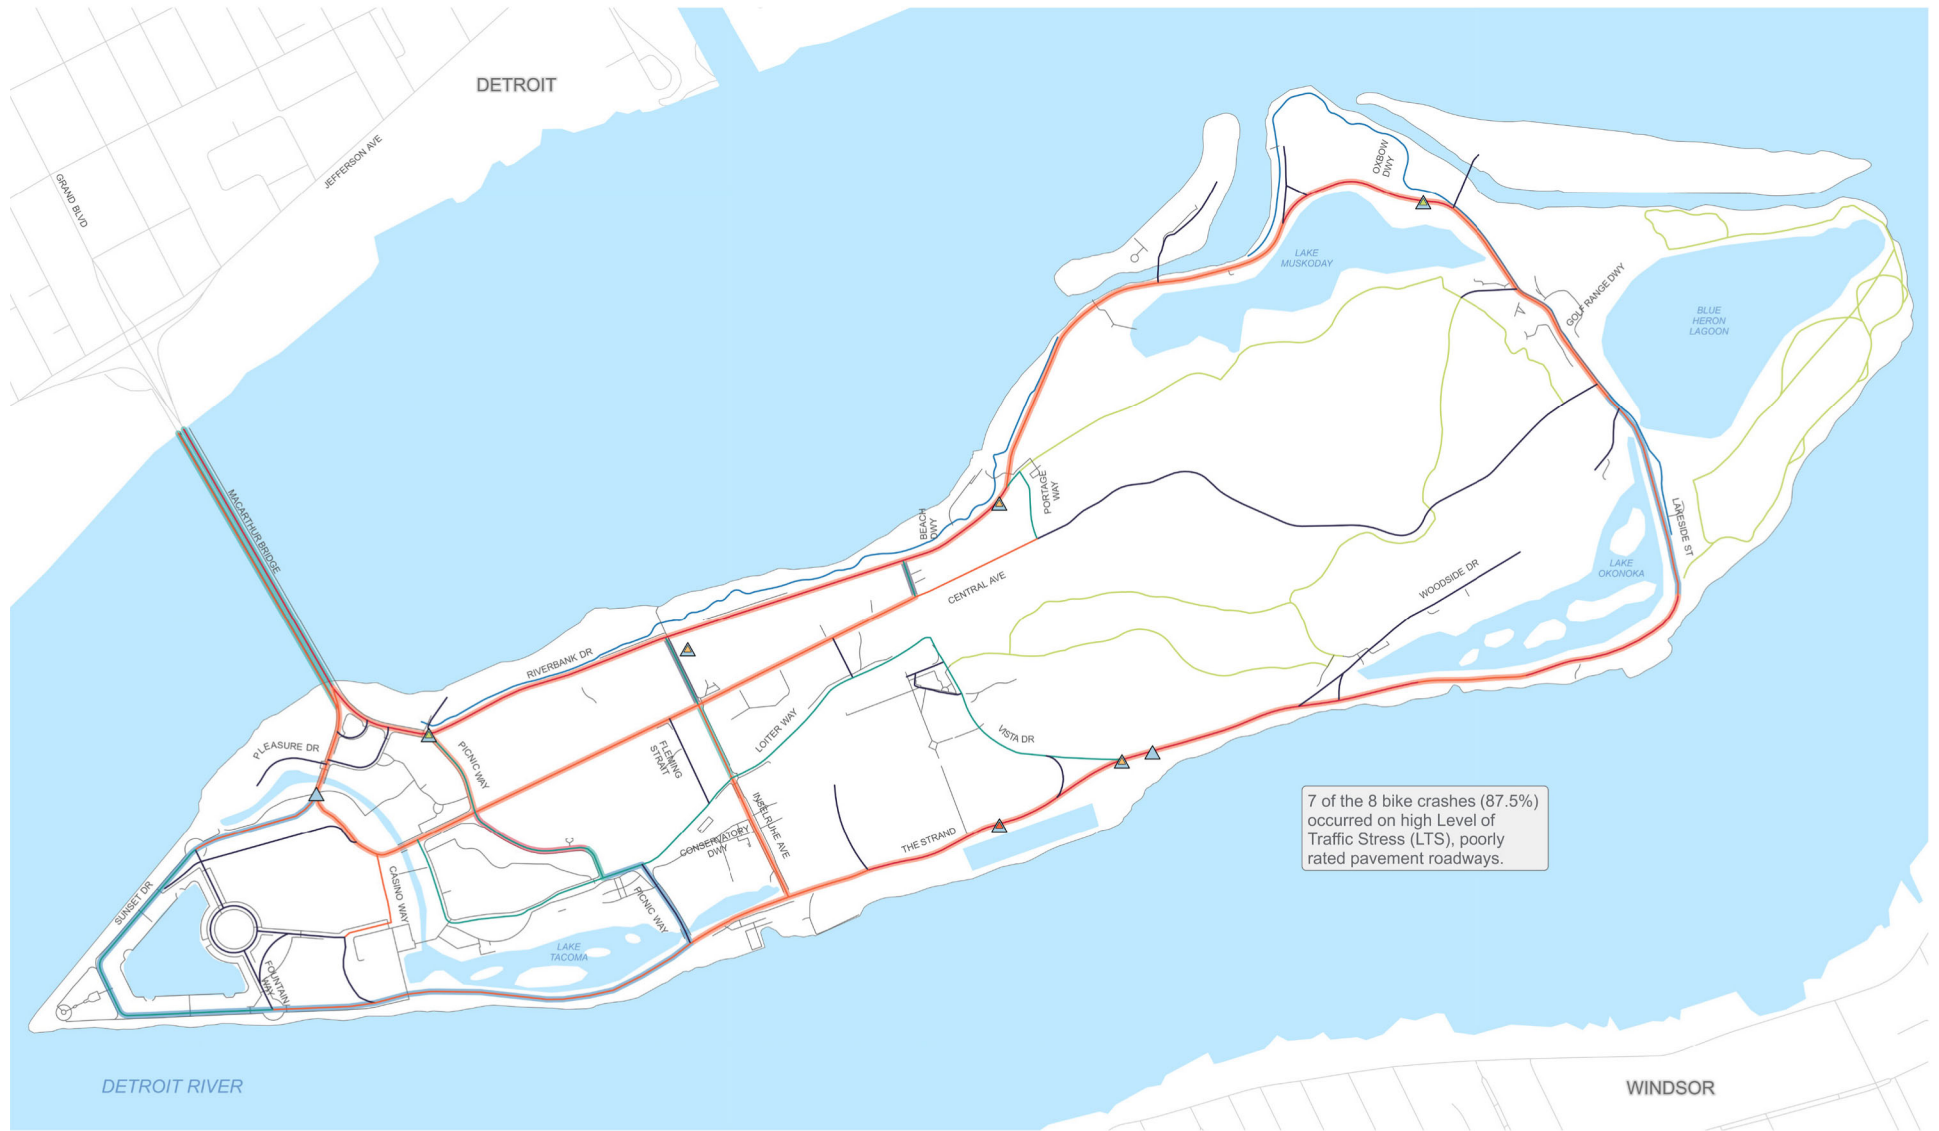 DETROIT
JEFFERSON AVE
GRAND BLVD
MACARTHUR BRIDGE
OXBOW
DWY
LAKE
MUSKODAY
GOLF RANGE DWY
BLUE
HERON
LAGOON
PORTAGE
WAY
BEACH
DWY
LAKESIDE ST
CENTRAL AVE
LAKE
OKONOKA
WOODSIDE DR
RIVERBANK DR
PLEASURE DR
PICNIC WAY
LOITER WAY
FLEMING
STRAIT
VISTA DR
7 of the 8 bike crashes (87.5%)
occurred on high Level of
Traffic Stress (LTS), poorly
rated pavement roadways.
INSELRUHE AVE
CONSERVATORY
DWY
THE STRAND
CASINO WAY
PICNIC WAY
SUNSET DR
LAKE
TACOMA
FOUNTAIN
WAY
DETROIT RIVER
WINDSOR